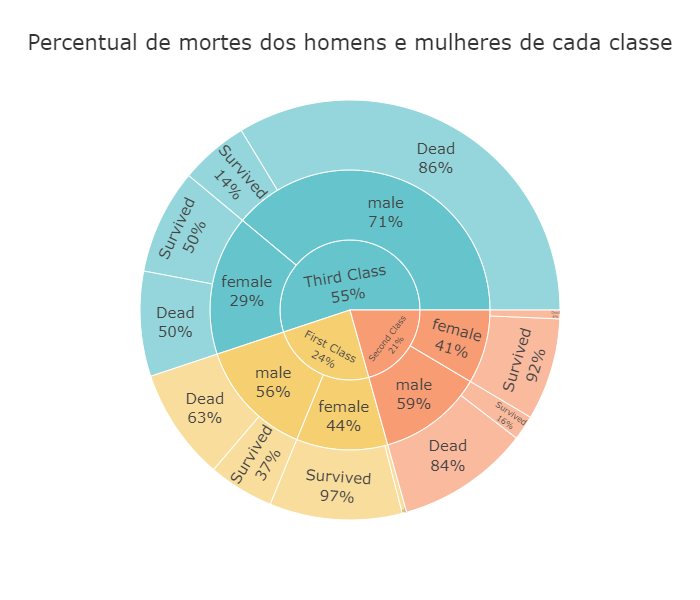 Percentual de mortes dos homens e mulheres de cada classe
Third Class
55%
male
71%
Dead
86%
Survived
14%
female
29%
Survived
50%
Dead
50%
First Class
24%
male
56%
Dead
63%
Survived
37%
female
44%
Survived
97%
Second Class
21%
male
59%
Dead
84%
Survived
16%
female
41%
Survived
92%